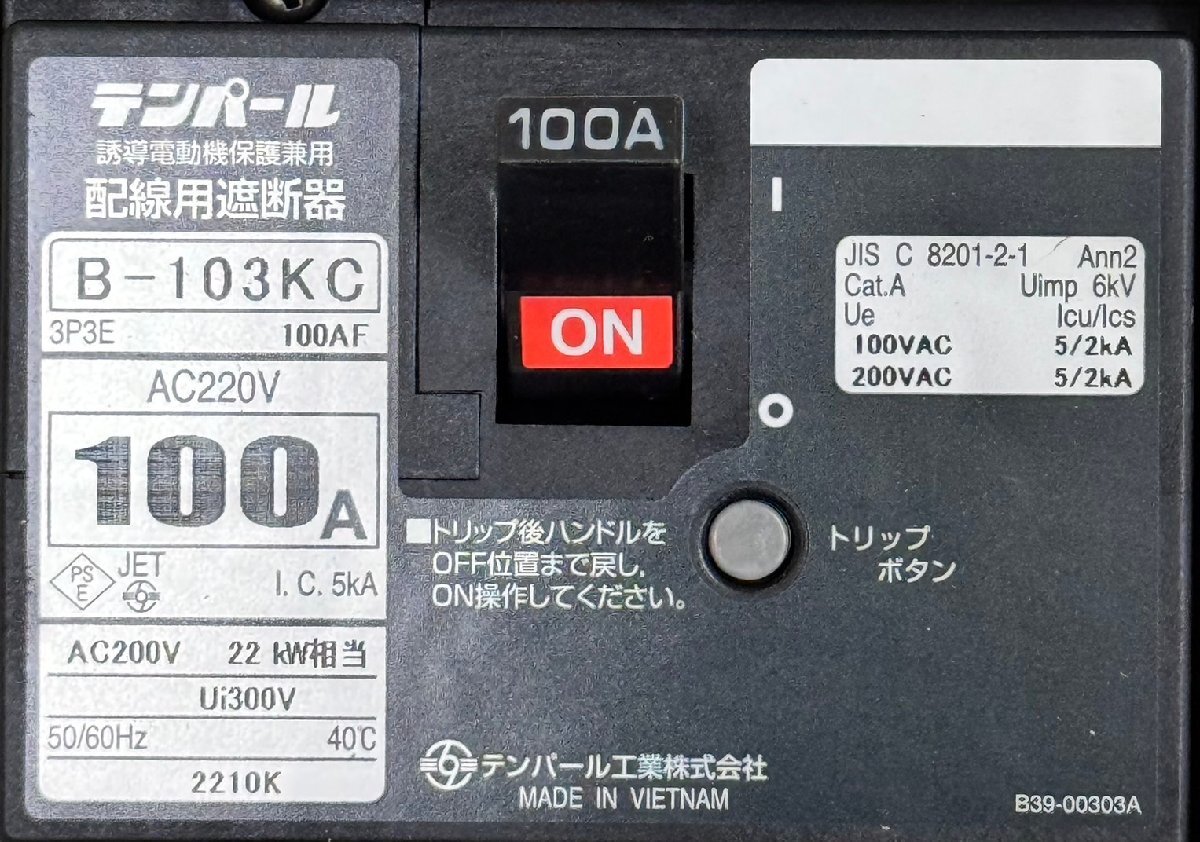 テンパール
誘導電動機保護兼用
配線用遮断器
B-103KC
3P3E 100AF
AC220V
100A
PS
E
JET
I.C. 5kA
AC200V 22 kW相当
Ui300V
50/60Hz 40℃
2210K
100A
ON
I
O
JIS C 8201-2-1 Ann2
Cat.A Uimp 6kV
Ue Icu/Ics
100VAC 5/2kA
200VAC 5/2kA
■トリップ後ハンドルを
OFF位置まで戻し,
ON操作してください。
トリップ
ボタン
テンパール工業株式会社
MADE IN VIETNAM
B39-00303A